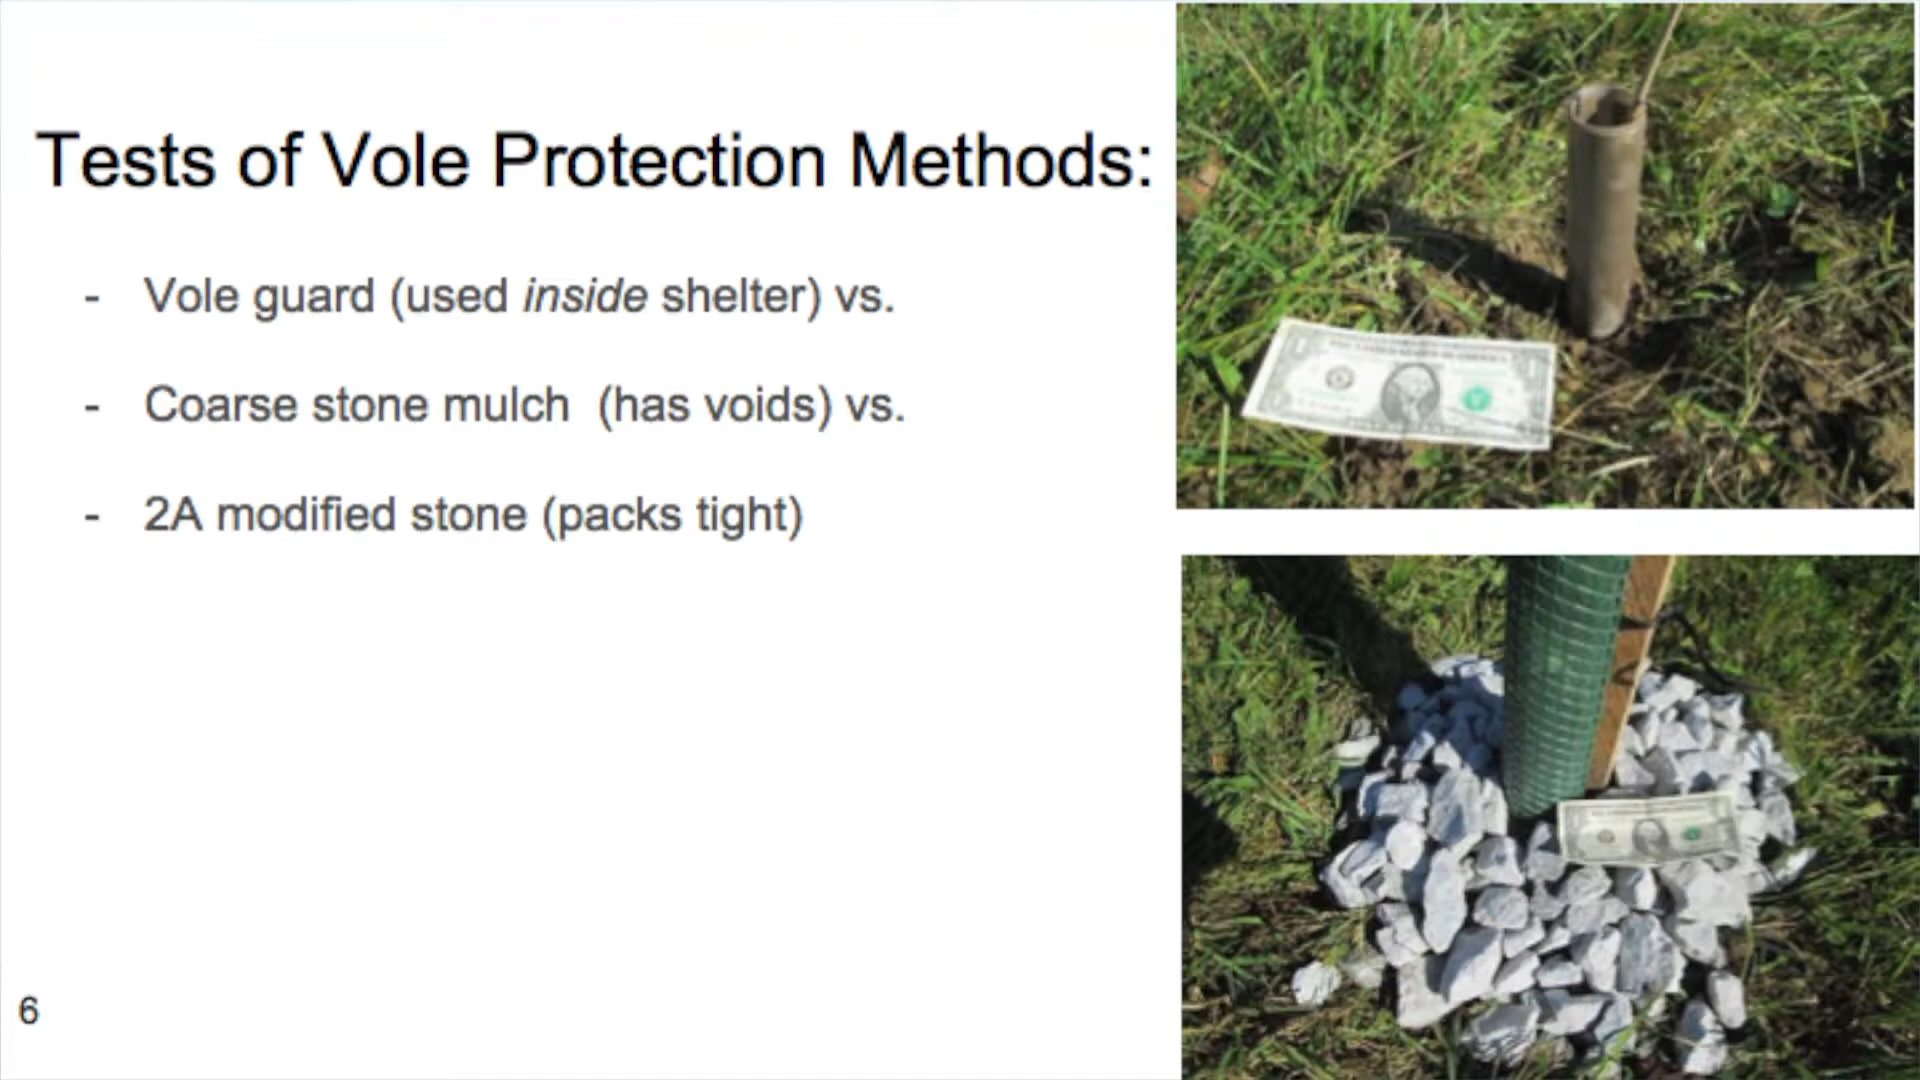 Tests of Vole Protection Methods:
- Vole guard (used inside shelter) vs.
- Coarse stone mulch (has voids) vs.
- 2A modified stone (packs tight)
6